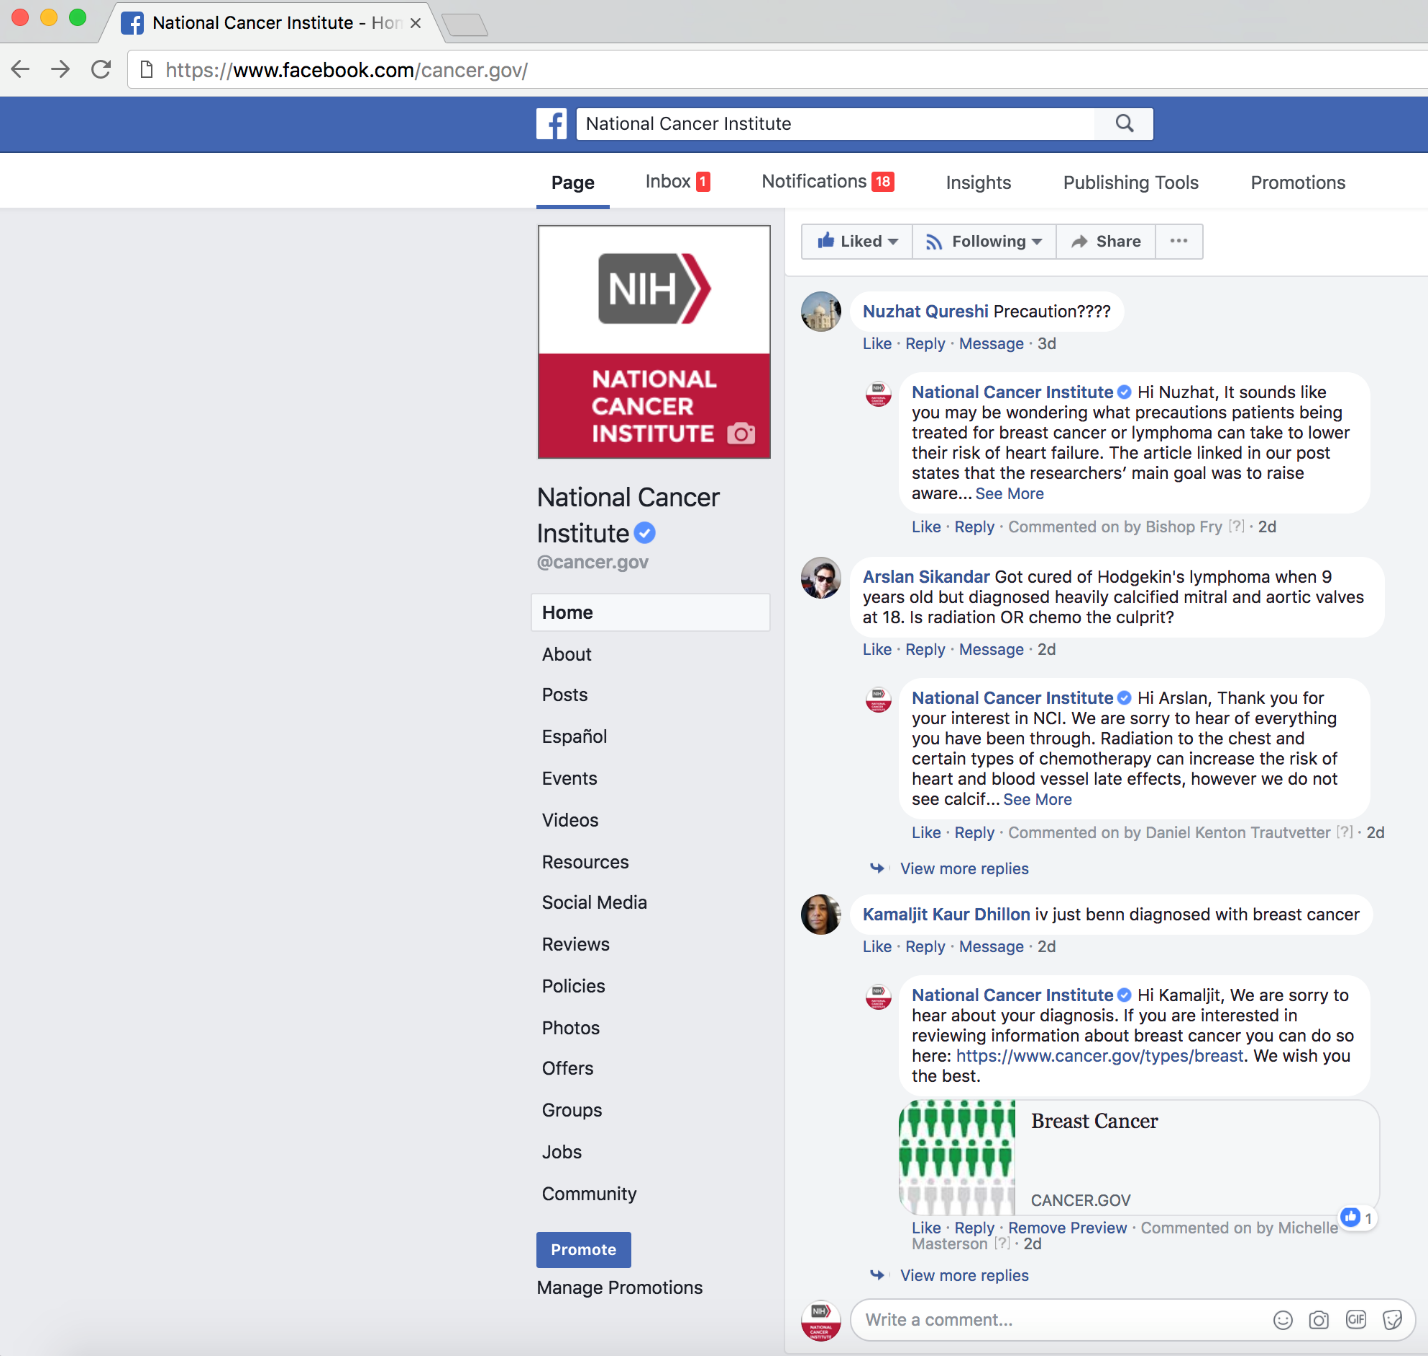 National Cancer Institute - Hon
https://www.facebook.com/cancer.gov/
National Cancer Institute
Page
Inbox 1
Notifications 18
Insights
Publishing Tools
Promotions
NIH
NATIONAL
CANCER
INSTITUTE
National Cancer
Institute
@cancer.gov
Home
About
Posts
Español
Events
Videos
Resources
Social Media
Reviews
Policies
Photos
Offers
Groups
Jobs
Community
Promote
Manage Promotions
Liked
Following
Share
Nuzhat Qureshi Precaution????
Like · Reply · Message · 3d
National Cancer Institute Hi Nuzhat, It sounds like
you may be wondering what precautions patients being
treated for breast cancer or lymphoma can take to lower
their risk of heart failure. The article linked in our post
states that the researchers’ main goal was to raise
aware... See More
Like · Reply · Commented on by Bishop Fry [?] · 2d
Arslan Sikandar Got cured of Hodgekin's lymphoma when 9
years old but diagnosed heavily calcified mitral and aortic valves
at 18. Is radiation OR chemo the culprit?
Like · Reply · Message · 2d
National Cancer Institute Hi Arslan, Thank you for
your interest in NCI. We are sorry to hear of everything
you have been through. Radiation to the chest and
certain types of chemotherapy can increase the risk of
heart and blood vessel late effects, however we do not
see calcif... See More
Like · Reply · Commented on by Daniel Kenton Trautvetter [?] · 2d
View more replies
Kamaljit Kaur Dhillon iv just benn diagnosed with breast cancer
Like · Reply · Message · 2d
National Cancer Institute Hi Kamaljit, We are sorry to
hear about your diagnosis. If you are interested in
reviewing information about breast cancer you can do so
here: https://www.cancer.gov/types/breast. We wish you
the best.
Breast Cancer
CANCER.GOV
1
Like · Reply · Remove Preview · Commented on by Michelle
Masterson [?] · 2d
View more replies
NIH
NATIONAL
CANCER
INSTITUTE
Write a comment...
GIF